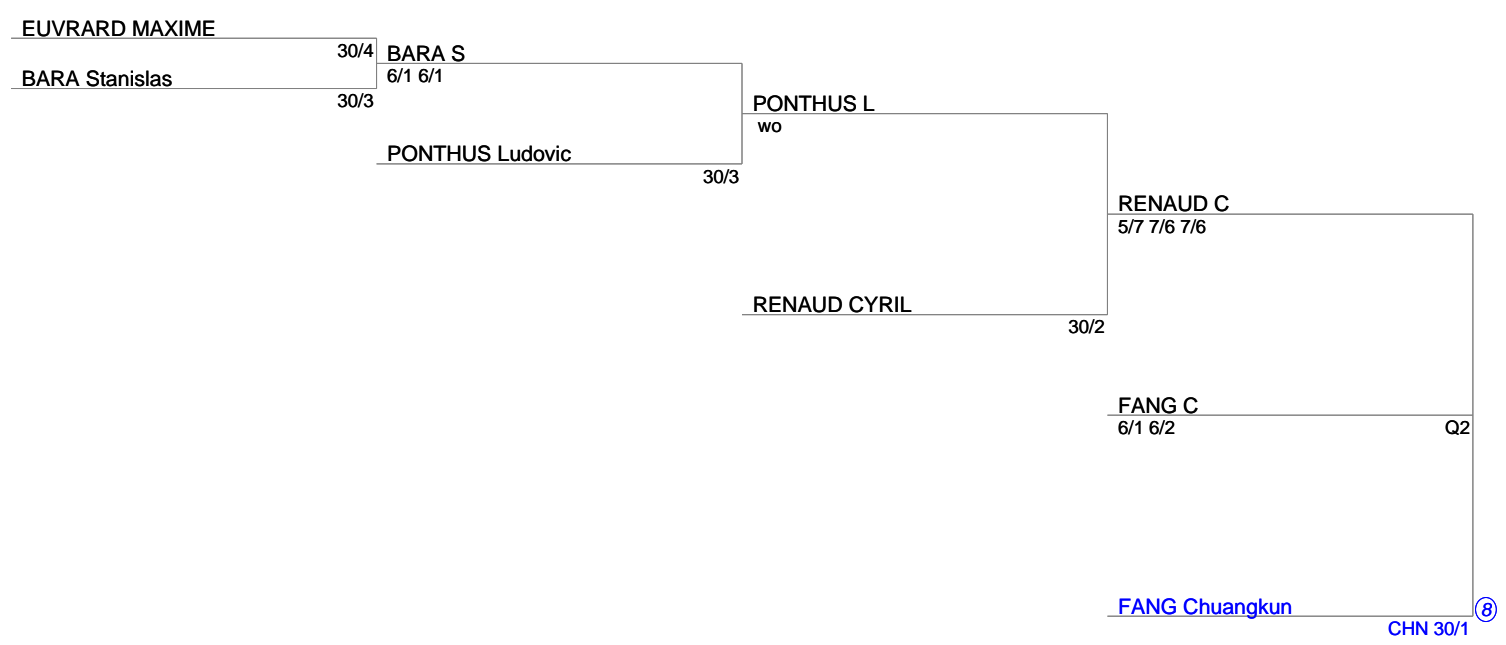 EUVRARD MAXIME
30/4
BARA S
6/1 6/1
BARA Stanislas
30/3
PONTHUS L
wo
PONTHUS Ludovic
30/3
RENAUD C
5/7 7/6 7/6
RENAUD CYRIL
30/2
FANG C
6/1 6/2
Q2
FANG Chuangkun
8
CHN 30/1